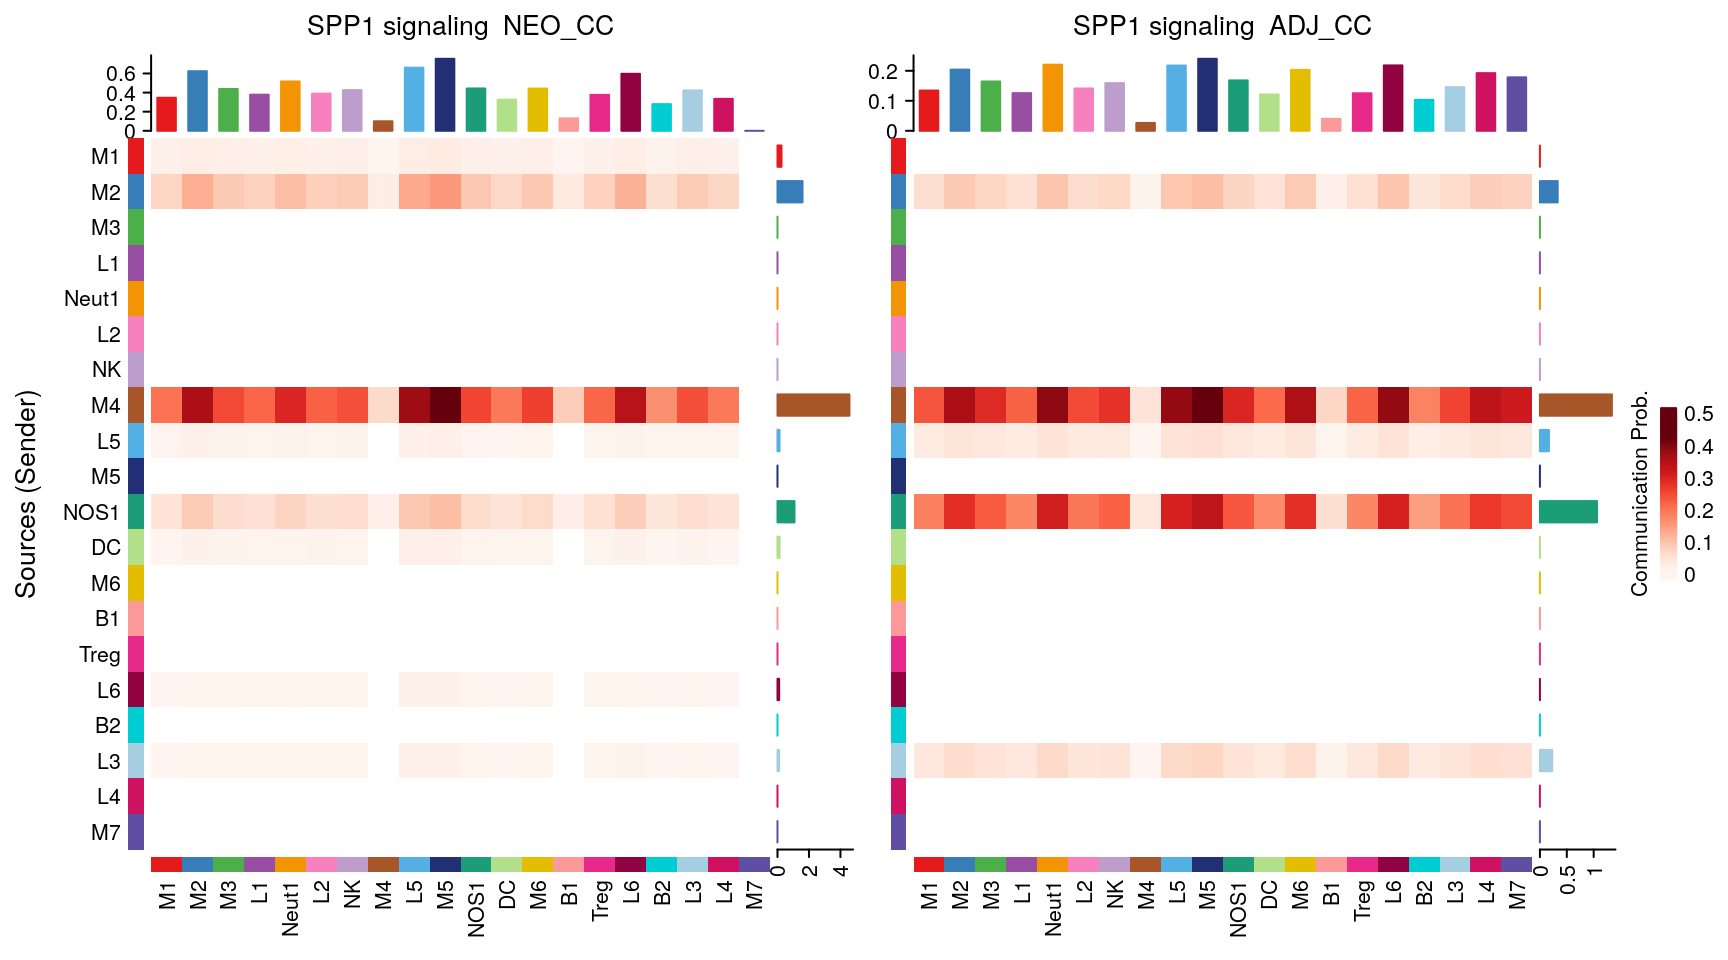 SPP1 signaling  NEO_CC
SPP1 signaling  ADJ_CC
0.6
0.4
0.2
0
0.2
0.1
0
Sources (Sender)
M1
M2
M3
L1
Neut1
L2
NK
M4
L5
M5
NOS1
DC
M6
B1
Treg
L6
B2
L3
L4
M7
M1 M2 M3 L1 Neut1 L2 NK M4 L5 M5 NOS1 DC M6 B1 Treg L6 B2 L3 L4 M7
0 2 4
M1 M2 M3 L1 Neut1 L2 NK M4 L5 M5 NOS1 DC M6 B1 Treg L6 B2 L3 L4 M7
0 0.5 1
Communication Prob.
0.5
0.4
0.3
0.2
0.1
0